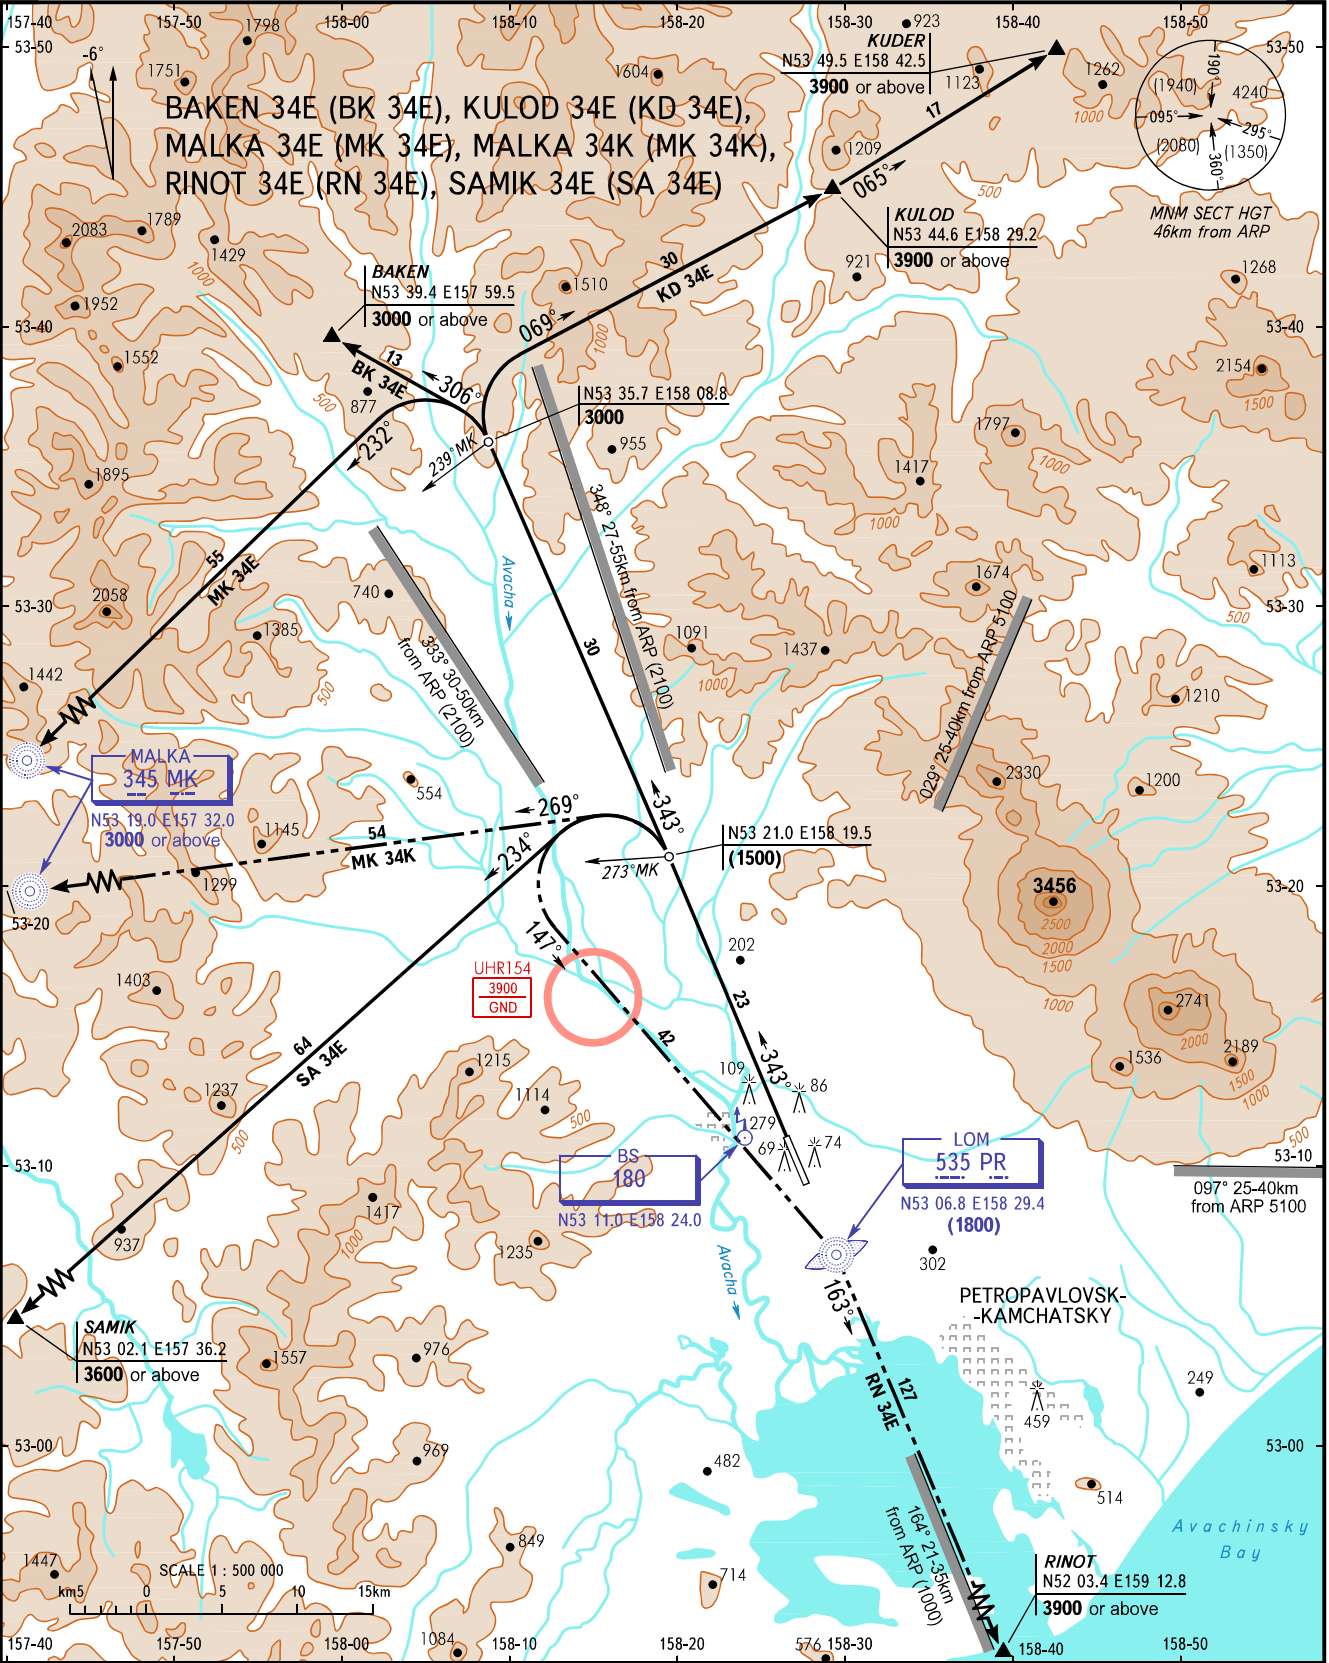 157-40
157-50
158-00
158-10
158-20
158-30
158-40
158-50
53-50
53-50
-6°
1798
1751
1604
923
KUDER
N53 49.5 E158 42.5
3900 or above
1123
1262
1000
190°
(1940)
4240
095°
295°
(2080)
(1350)
360°
MNM SECT HGT
46km from ARP
BAKEN 34E (BK 34E), KULOD 34E (KD 34E),
MALKA 34E (MK 34E), MALKA 34K (MK 34K),
RINOT 34E (RN 34E), SAMIK 34E (SA 34E)
17
1209
065°
500
KULOD
N53 44.6 E158 29.2
3900 or above
921
1268
2083
1789
1429
1000
1952
BAKEN
N53 39.4 E157 59.5
3000 or above
1510
30
KD 34E
069°
1000
53-40
53-40
1552
13
BK 34E
306°
877
500
232°
239°MK
N53 35.7 E158 08.8
3000
955
2154
1500
1797
1000
1417
1000
1895
348° 27-55km from ARP (2100)
55
MK 34E
Avacha
740
2058
1385
53-30
53-30
333° 30-50km
from ARP (2100)
30
1091
1437
1000
1674
029° 25-40km from ARP 5100
1113
500
1442
500
1210
MALKA
345 MK
N53 19.0 E157 32.0
3000 or above
554
1145
269°
54
MK 34K
234°
343°
273°MK
N53 21.0 E158 19.5
(1500)
2330
1200
1299
53-20
53-20
3456
2500
2000
1500
1000
147°
202
1403
UHR154
3900
GND
23
2741
2000
2189
1500
1000
1536
64
SA 34E
42
1215
1114
500
1237
500
109
343°
86
279
69
74
500
53-10
53-10
BS
180
N53 11.0 E158 24.0
LOM
535 PR
N53 06.8 E158 29.4
(1800)
097° 25-40km
from ARP 5100
937
1417
1000
1235
Avacha
302
163°
PETROPAVLOVSK-
-KAMCHATSKY
SAMIK
N53 02.1 E157 36.2
3600 or above
1557
976
127
RN 34E
249
459
53-00
53-00
969
482
514
164° 21-35km
from ARP (1000)
Avachinsky
Bay
849
714
1447
SCALE 1 : 500 000
km5
0
5
10
15km
RINOT
N52 03.4 E159 12.8
3900 or above
1084
576
157-40
157-50
158-00
158-10
158-20
158-30
158-40
158-50